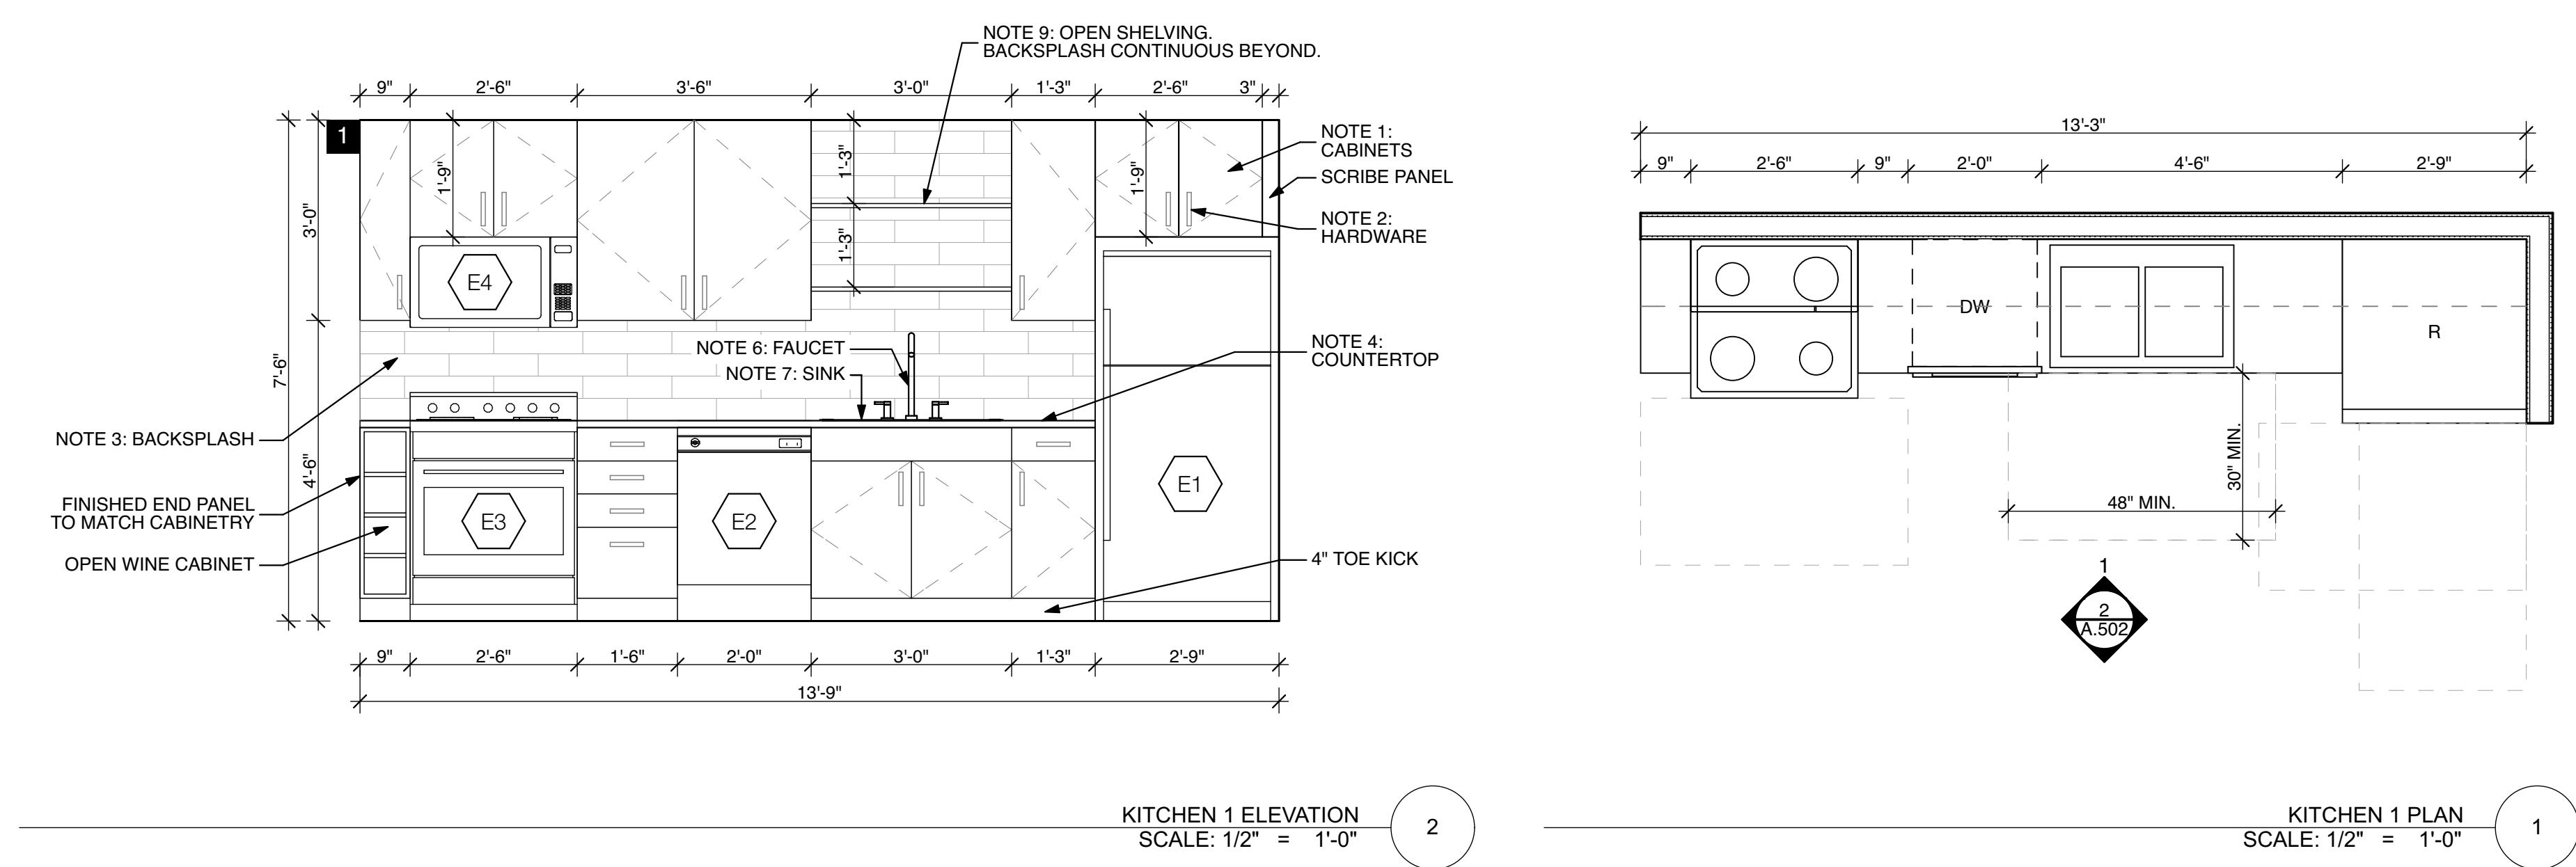 NOTE 9: OPEN SHELVING.
BACKSPLASH CONTINUOUS BEYOND.
9" 2'-6" 3'-6" 3'-0" 1'-3" 2'-6" 3"
1
NOTE 1:
CABINETS
SCRIBE PANEL
NOTE 2:
HARDWARE
1'-9"
1'-3"
1'-9"
3'-0"
1'-3"
E4
7'-6"
NOTE 6: FAUCET
NOTE 7: SINK
NOTE 4:
COUNTERTOP
NOTE 3: BACKSPLASH
4'-6"
FINISHED END PANEL
TO MATCH CABINETRY
OPEN WINE CABINET
E3
E2
E1
4" TOE KICK
9" 2'-6" 1'-6" 2'-0" 3'-0" 1'-3" 2'-9"
13'-9"
KITCHEN 1 ELEVATION
SCALE: 1/2" = 1'-0"
2
13'-3"
9" 2'-6" 9" 2'-0" 4'-6" 2'-9"
DW
R
30" MIN.
48" MIN.
1
2
A.502
KITCHEN 1 PLAN
SCALE: 1/2" = 1'-0"
1